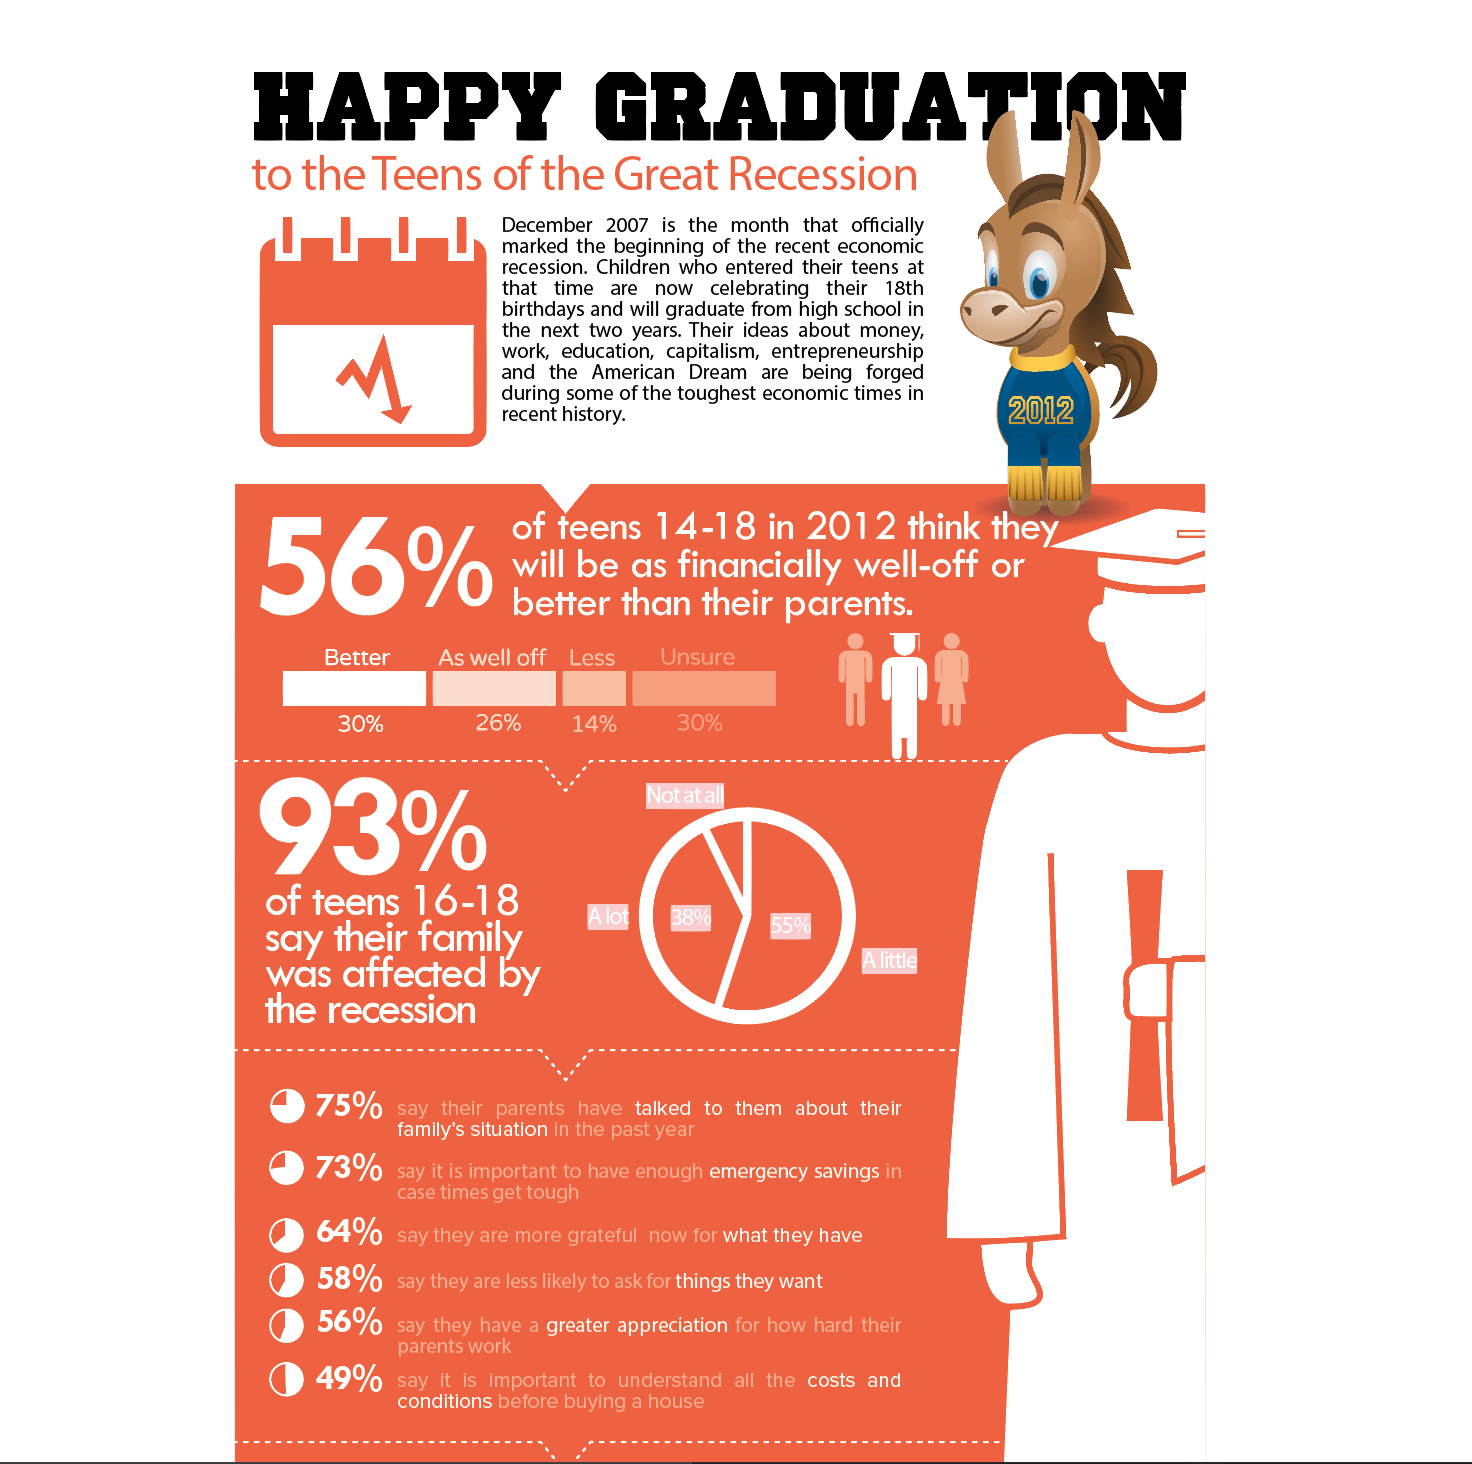 HAPPY GRADUATION
to the Teens of the Great Recession
December 2007 is the month that officially
marked the beginning of the recent economic
recession. Children who entered their teens at
that time are now celebrating their 18th
birthdays and will graduate from high school in
the next two years. Their ideas about money,
work, education, capitalism, entrepreneurship
and the American Dream are being forged
during some of the toughest economic times in
recent history.
2012
56%
of teens 14-18 in 2012 think they
will be as financially well-off or
better than their parents.
Better As well off Less Unsure
30% 26% 14% 30%
93%
of teens 16-18
say their family
was affected by
the recession
Not at all
A lot 38% 55%
A little
75% say their parents have talked to them about their
family's situation in the past year
73% say it is important to have enough emergency savings in
case times get tough
64% say they are more grateful now for what they have
58% say they are less likely to ask for things they want
56% say they have a greater appreciation for how hard their
parents work
49% say it is important to understand all the costs and
conditions before buying a house